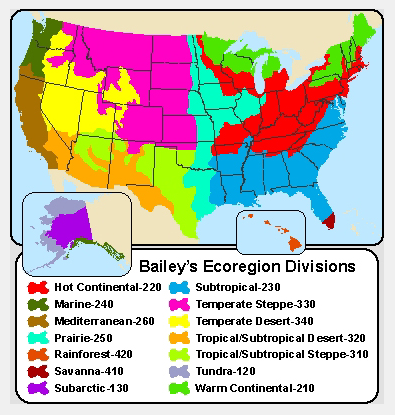 Bailey's Ecoregion Divisions
Hot Continental-220
Marine-240
Mediterranean-260
Prairie-250
Rainforest-420
Savanna-410
Subarctic-130
Subtropical-230
Temperate Steppe-330
Temperate Desert-340
Tropical/Subtropical Desert-320
Tropical/Subtropical Steppe-310
Tundra-120
Warm Continental-210